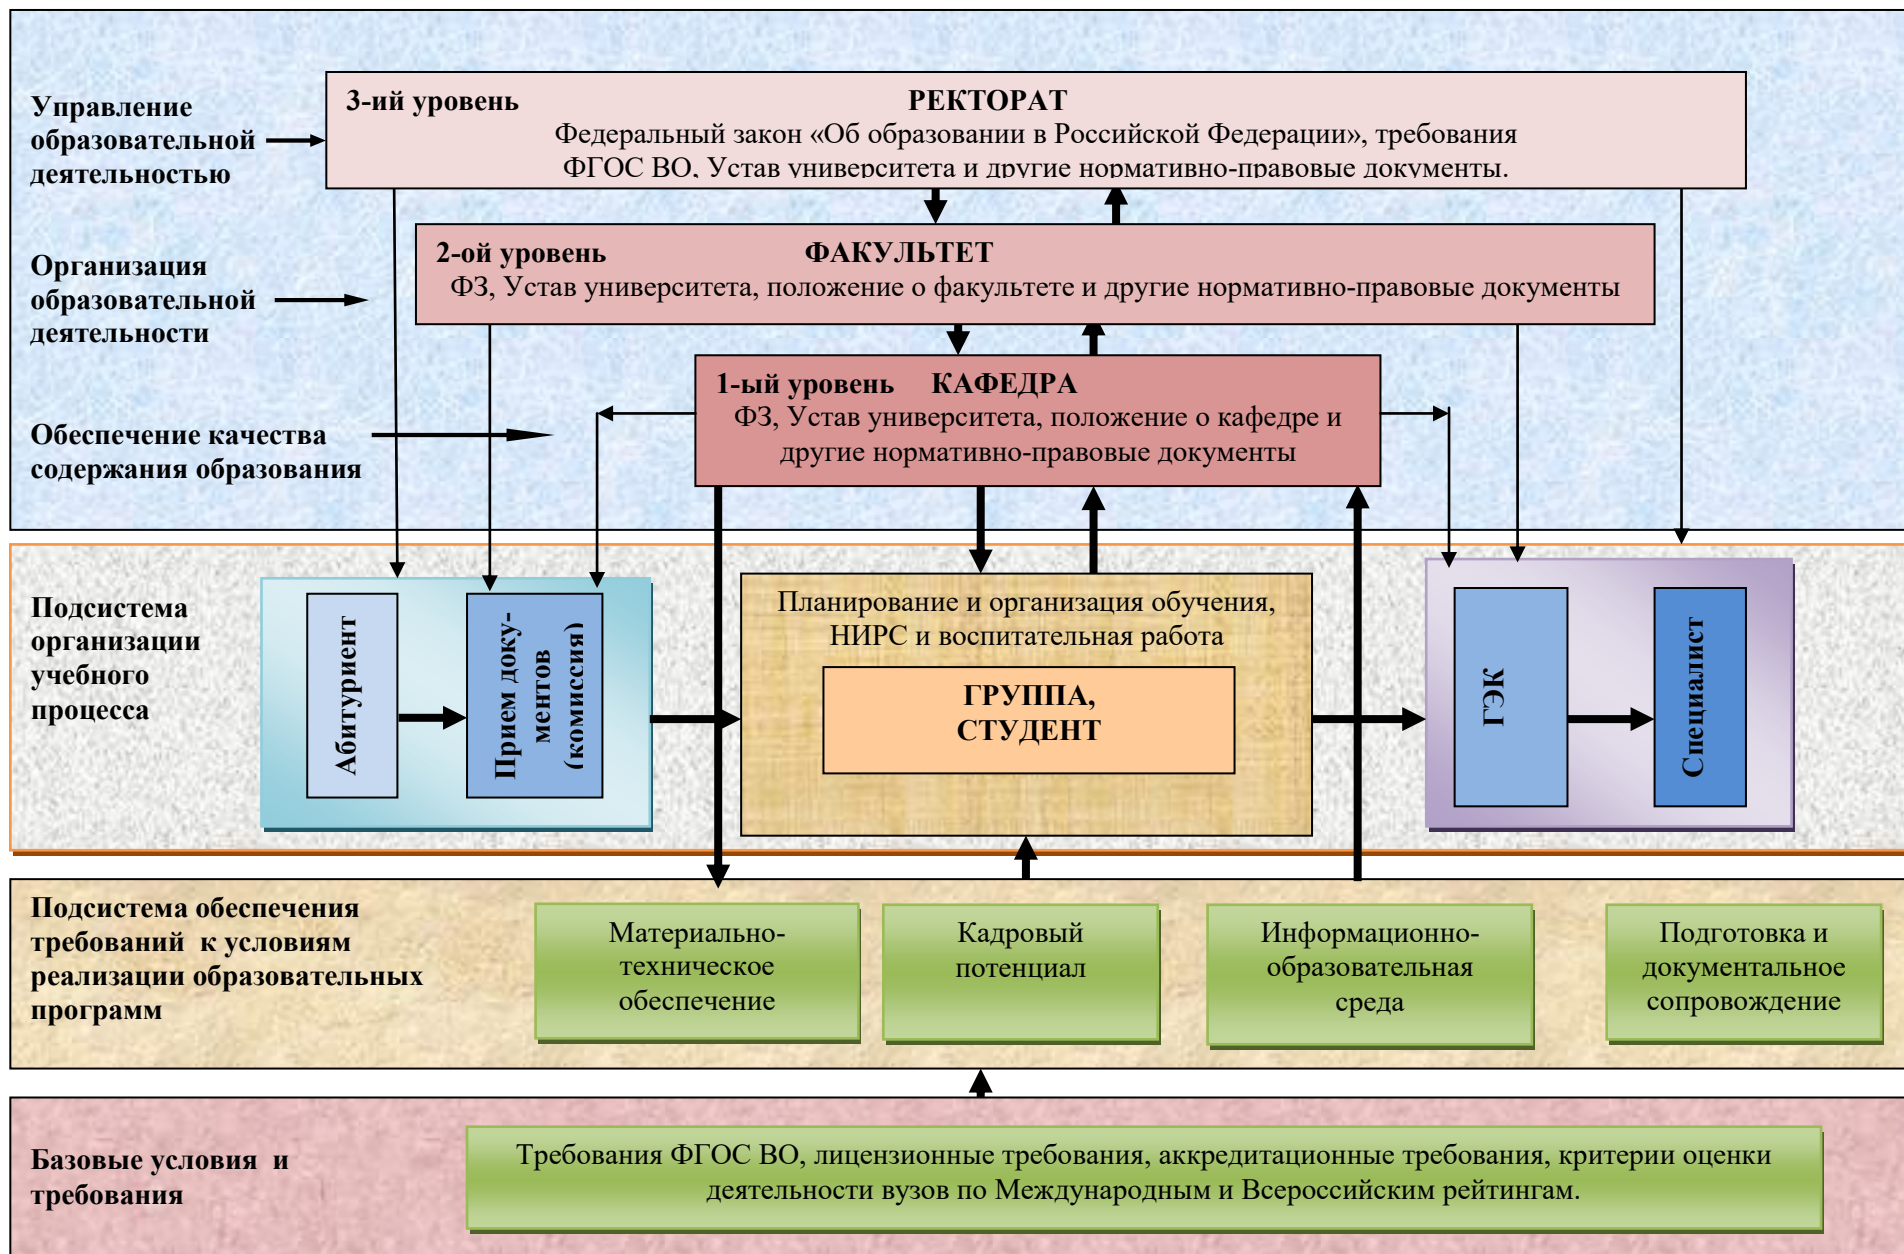 Управление
образовательной
деятельностью
3-ий уровень РЕКТОРАТ
Федеральный закон «Об образовании в Российской Федерации», требования
ФГОС ВО, Устав университета и другие нормативно-правовые документы.
Организация
образовательной
деятельности
2-ой уровень ФАКУЛЬТЕТ
ФЗ, Устав университета, положение о факультете и другие нормативно-правовые документы
Обеспечение качества
содержания образования
1-ый уровень КАФЕДРА
ФЗ, Устав университета, положение о кафедре и
другие нормативно-правовые документы
Подсистема
организации
учебного
процесса
Абитуриент
Прием доку-
ментов
(комиссия)
Планирование и организация обучения,
НИРС и воспитательная работа
ГРУППА,
СТУДЕНТ
ГЭК
Специалист
Подсистема обеспечения
требований к условиям
реализации образовательных
программ
Материально-
техническое
обеспечение
Кадровый
потенциал
Информационно-
образовательная
среда
Подготовка и
документальное
сопровождение
Базовые условия и
требования
Требования ФГОС ВО, лицензионные требования, аккредитационные требования, критерии оценки
деятельности вузов по Международным и Всероссийским рейтингам.